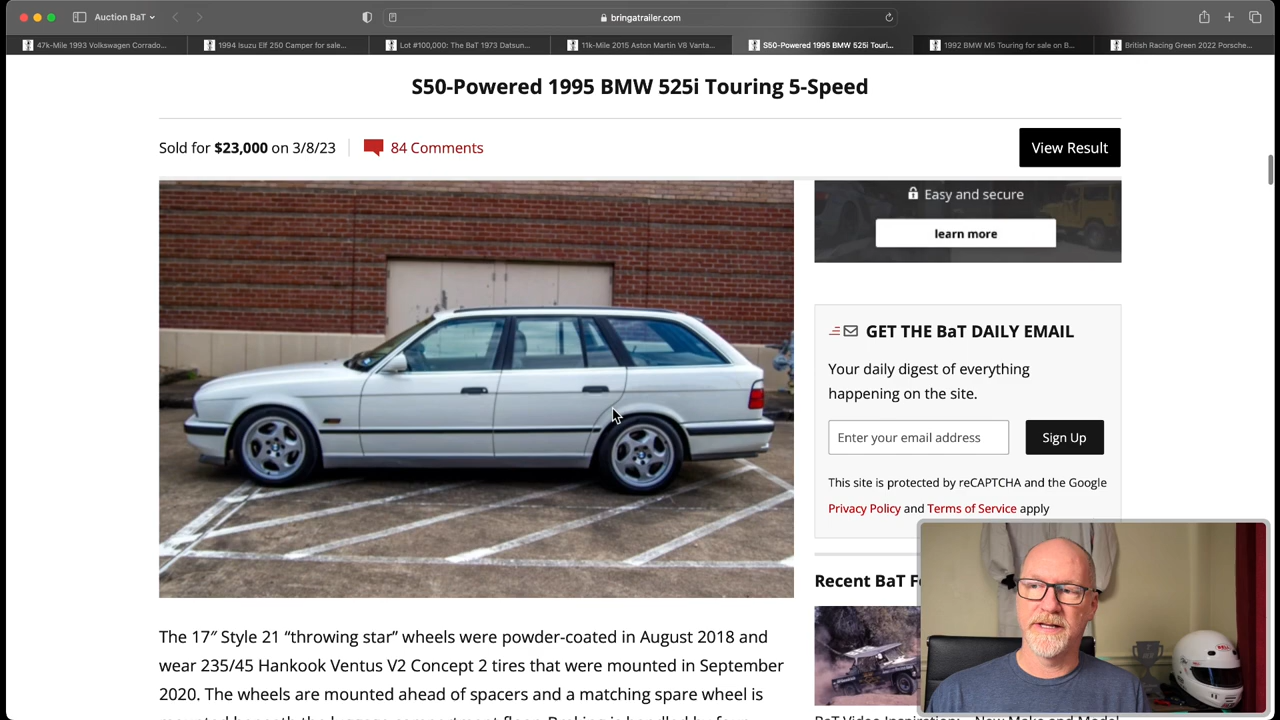 Auction BaT
bringatrailer.com
47k-Mile 1993 Volkswagen Corrado...
1994 Isuzu Elf 250 Camper for sale...
Lot #100,000: The BaT 1973 Datsun...
11k-Mile 2015 Aston Martin V8 Vanta...
S50-Powered 1995 BMW 525i Touri...
1992 BMW M5 Touring for sale on B...
British Racing Green 2022 Porsche...
S50-Powered 1995 BMW 525i Touring 5-Speed
Sold for $23,000 on 3/8/23
84 Comments
View Result
Easy and secure
learn more
GET THE BaT DAILY EMAIL
Your daily digest of everything
happening on the site.
Enter your email address
Sign Up
This site is protected by reCAPTCHA and the Google
Privacy Policy and Terms of Service apply
Recent BaT
The 17″ Style 21 “throwing star” wheels were powder-coated in August 2018 and
wear 235/45 Hankook Ventus V2 Concept 2 tires that were mounted in September
2020. The wheels are mounted ahead of spacers and a matching spare wheel is